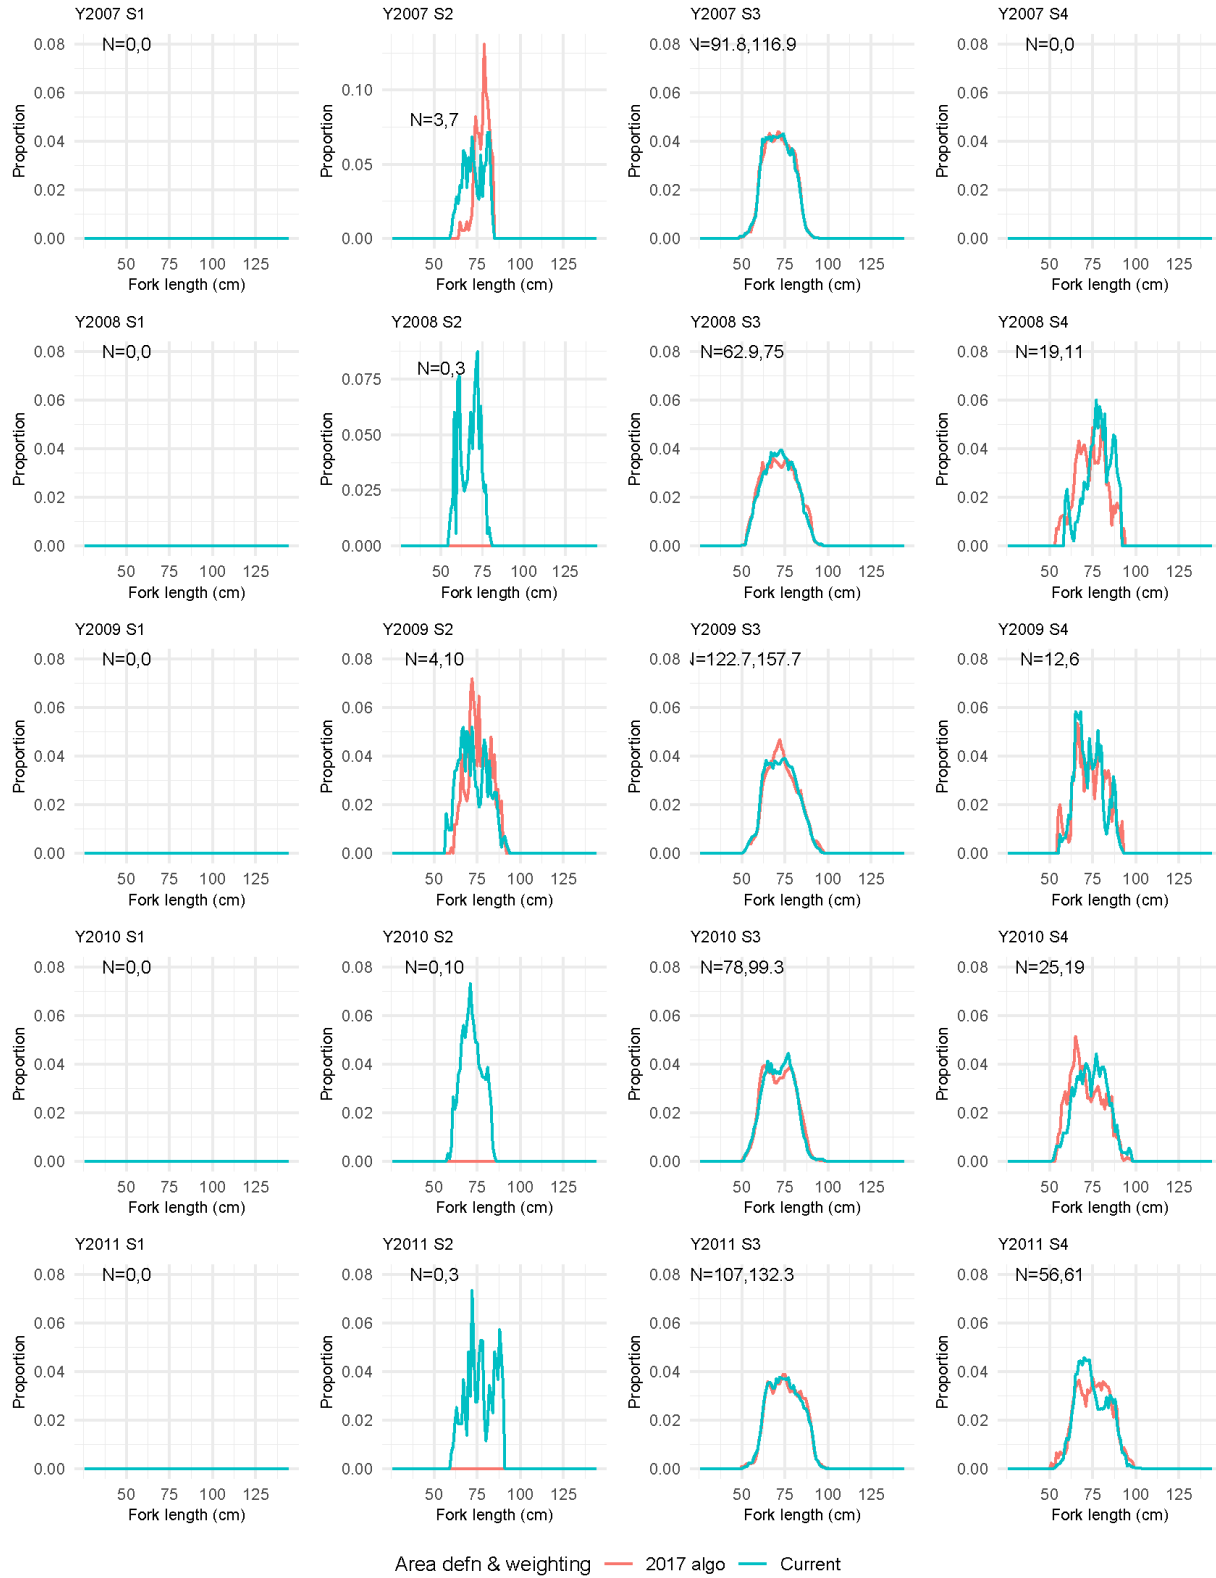 Y2007 S1
Y2007 S2
Y2007 S3
Y2007 S4
N=0,0
N=3,7
N=91.8,116.9
N=0,0
Proportion
0.08
0.06
0.04
0.02
0.00
Proportion
0.10
0.05
0.00
Proportion
0.08
0.06
0.04
0.02
0.00
Proportion
0.08
0.06
0.04
0.02
0.00
50 75 100 125
50 75 100 125
50 75 100 125
50 75 100 125
Fork length (cm)
Fork length (cm)
Fork length (cm)
Fork length (cm)
Y2008 S1
Y2008 S2
Y2008 S3
Y2008 S4
N=0,0
N=0,3
N=62.9,75
N=19,11
Proportion
0.08
0.06
0.04
0.02
0.00
Proportion
0.075
0.050
0.025
0.000
Proportion
0.08
0.06
0.04
0.02
0.00
Proportion
0.08
0.06
0.04
0.02
0.00
50 75 100 125
50 75 100 125
50 75 100 125
50 75 100 125
Fork length (cm)
Fork length (cm)
Fork length (cm)
Fork length (cm)
Y2009 S1
Y2009 S2
Y2009 S3
Y2009 S4
N=0,0
N=4,10
N=122.7,157.7
N=12,6
Proportion
0.08
0.06
0.04
0.02
0.00
Proportion
0.08
0.06
0.04
0.02
0.00
Proportion
0.08
0.06
0.04
0.02
0.00
Proportion
0.08
0.06
0.04
0.02
0.00
50 75 100 125
50 75 100 125
50 75 100 125
50 75 100 125
Fork length (cm)
Fork length (cm)
Fork length (cm)
Fork length (cm)
Y2010 S1
Y2010 S2
Y2010 S3
Y2010 S4
N=0,0
N=0,10
N=78,99.3
N=25,19
Proportion
0.08
0.06
0.04
0.02
0.00
Proportion
0.08
0.06
0.04
0.02
0.00
Proportion
0.08
0.06
0.04
0.02
0.00
Proportion
0.08
0.06
0.04
0.02
0.00
50 75 100 125
50 75 100 125
50 75 100 125
50 75 100 125
Fork length (cm)
Fork length (cm)
Fork length (cm)
Fork length (cm)
Y2011 S1
Y2011 S2
Y2011 S3
Y2011 S4
N=0,0
N=0,3
N=107,132.3
N=56,61
Proportion
0.08
0.06
0.04
0.02
0.00
Proportion
0.08
0.06
0.04
0.02
0.00
Proportion
0.08
0.06
0.04
0.02
0.00
Proportion
0.08
0.06
0.04
0.02
0.00
50 75 100 125
50 75 100 125
50 75 100 125
50 75 100 125
Fork length (cm)
Fork length (cm)
Fork length (cm)
Fork length (cm)
Area defn & weighting 2017 algo Current